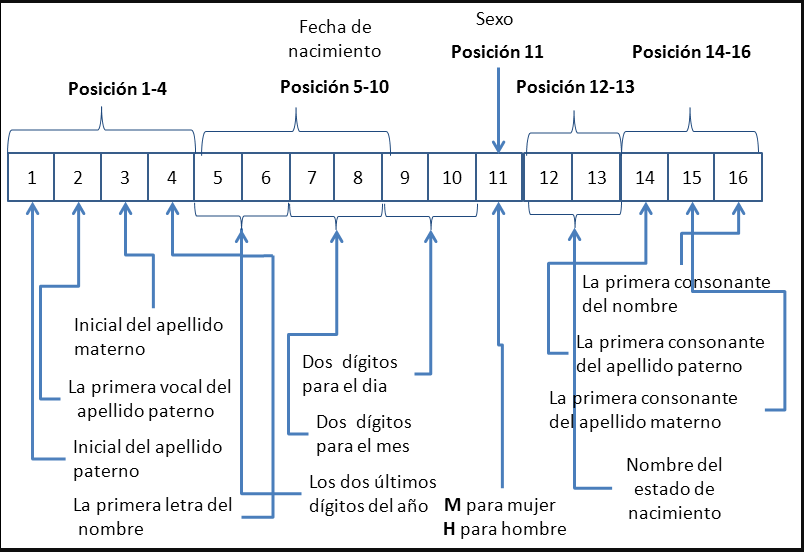 Fecha de
nacimiento
Sexo
Posición 11
Posición 14-16
Posición 1-4
Posición 5-10
Posición 12-13
1 2 3 4 5 6 7 8 9 10 11 12 13 14 15 16
La primera consonante
del nombre
Inicial del apellido
materno
La primera consonante
del apellido paterno
Dos dígitos
para el dia
La primera vocal del
apellido paterno
La primera consonante
del apellido materno
Dos dígitos
para el mes
Inicial del apellido
paterno
Nombre del
estado de
nacimiento
Los dos últimos
dígitos del año
La primera letra del
nombre
M para mujer
H para hombre